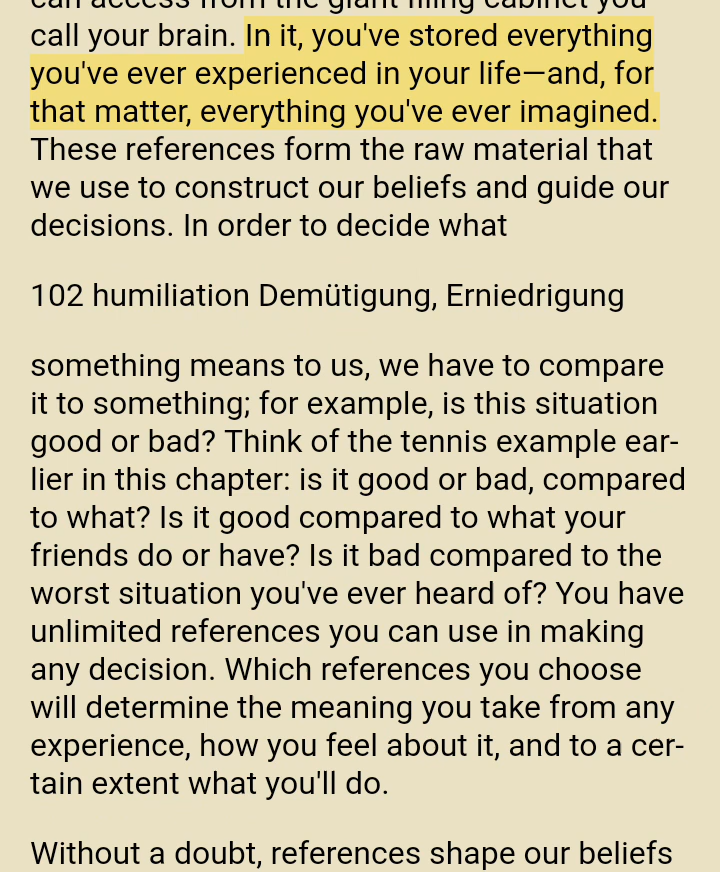 can access from the giant filing cabinet you
call your brain. In it, you've stored everything
you've ever experienced in your life—and, for
that matter, everything you've ever imagined.
These references form the raw material that
we use to construct our beliefs and guide our
decisions. In order to decide what
102 humiliation Demütigung, Erniedrigung
something means to us, we have to compare
it to something; for example, is this situation
good or bad? Think of the tennis example ear-
lier in this chapter: is it good or bad, compared
to what? Is it good compared to what your
friends do or have? Is it bad compared to the
worst situation you've ever heard of? You have
unlimited references you can use in making
any decision. Which references you choose
will determine the meaning you take from any
experience, how you feel about it, and to a cer-
tain extent what you'll do.
Without a doubt, references shape our beliefs